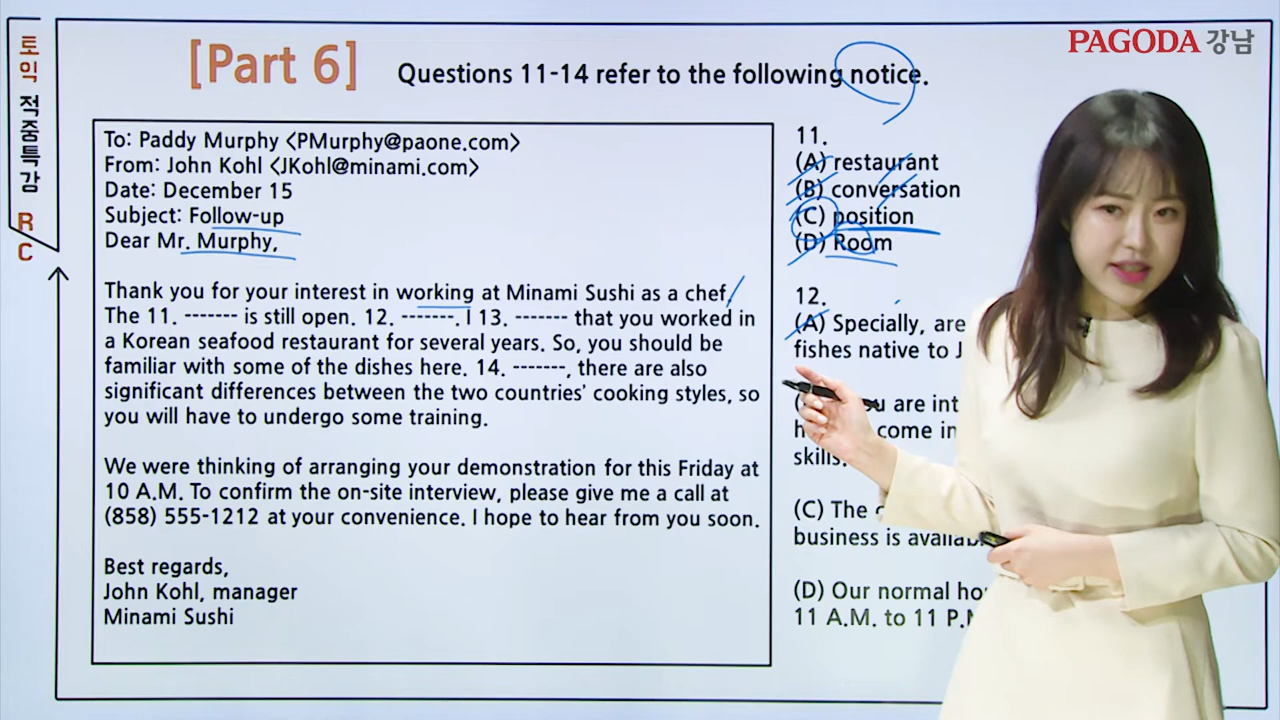 토익 적중특강
RC
PAGODA 강남
[Part 6]
Questions 11-14 refer to the following notice.
To: Paddy Murphy <PMurphy@paone.com>
From: John Kohl <JKohl@minami.com>
Date: December 15
Subject: Follow-up
Dear Mr. Murphy,
Thank you for your interest in working at Minami Sushi as a chef.
The 11. ------- is still open. 12. -------. I 13. ------- that you worked in
a Korean seafood restaurant for several years. So, you should be
familiar with some of the dishes here. 14. -------, there are also
significant differences between the two countries' cooking styles, so
you will have to undergo some training.
We were thinking of arranging your demonstration for this Friday at
10 A.M. To confirm the on-site interview, please give me a call at
(858) 555-1212 at your convenience. I hope to hear from you soon.
Best regards,
John Kohl, manager
Minami Sushi
11.
(A) restaurant
(B) conversation
(C) position
(D) Room
12.
(A) Specially, are
fishes native to J
are int
come in
skills.
(C) The
business is
(D) Our normal
11 A.M. to 11